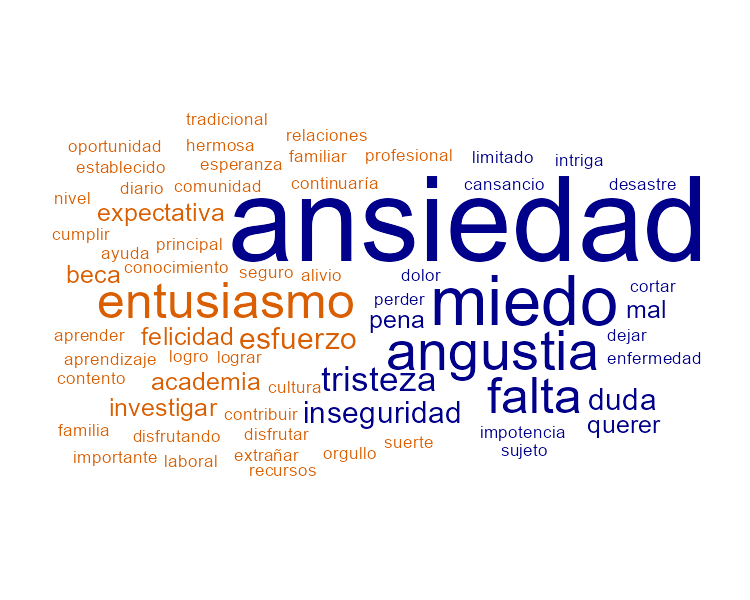 tradicional
relaciones
oportunidad
hermosa
establecido
esperanza
familiar
profesional
limitado
intriga
nivel
diario
comunidad
continuaría
cansancio
desastre
expectativa
ansiedad
cumplir
ayuda
principal
beca
conocimiento
seguro
alivio
dolor
cortar
entusiasmo
perder
miedo
mal
pena
aprender
felicidad
esfuerzo
angustia
dejar
aprendizaje
logro
lograr
enfermedad
contento
academia
cultura
tristeza
falta
duda
investigar
contribuir
inseguridad
querer
familia
disfrutando
disfrutar
suerte
impotencia
importante
laboral
extrañar
orgullo
sujeto
recursos